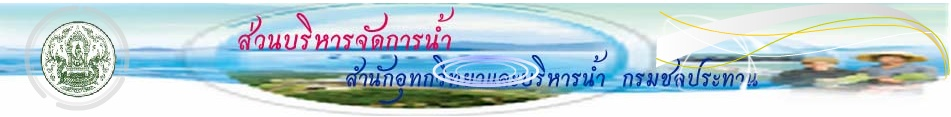 ส่วนบริหารจัดการน้ำ
สำนักอุทกวิทยาและบริหารน้ำ กรมชลประทาน